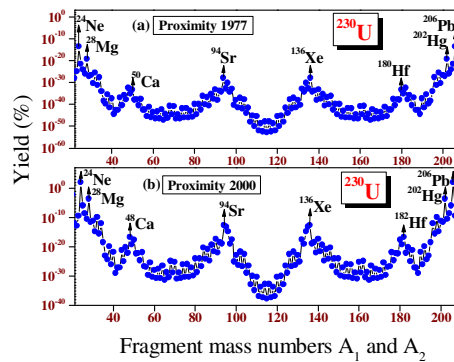 10^0
10^-10
10^-20
10^-30
10^-40
10^-50
10^-60
24Ne
28Mg
50Ca
(a) Proximity 1977
94Sr
136Xe
230U
180Hf
206Pb
202Hg
40 60 80 100 120 140 160 180 200
Yield (%)
10^0
10^-10
10^-20
10^-30
10^-40
24Ne
28Mg
48Ca
(b) Proximity 2000
94Sr
136Xe
230U
182Hf
206Pb
202Hg
40 60 80 100 120 140 160 180 200
Fragment mass numbers A1 and A2